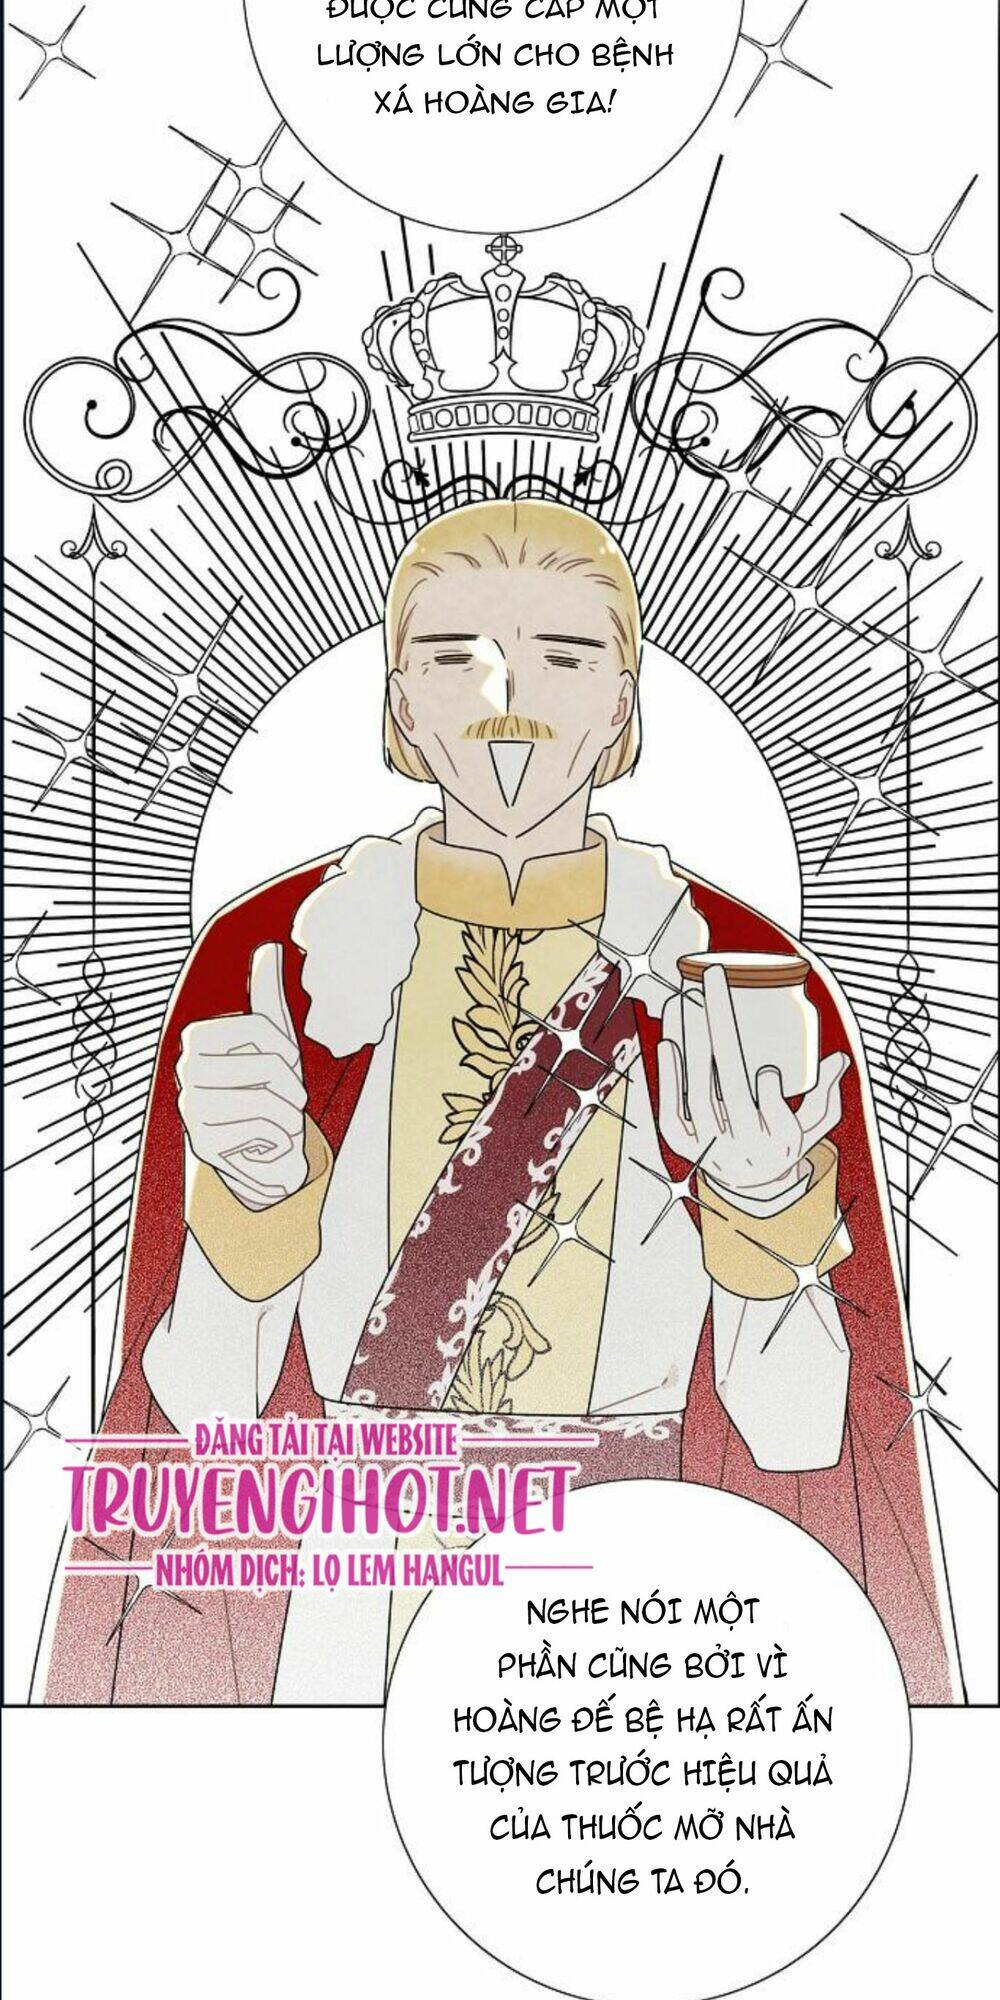 ĐƯỢC CUNG CẤP MỘT
LƯỢNG LỚN CHO BỆNH
XÁ HOÀNG GIA!
ĐĂNG TẢI TẠI WEBSITE
TRUYENGIHOT.NET
NHÓM DỊCH: LỌ LEM HANGUL
NGHE NÓI MỘT
PHẦN CŨNG BỞI VÌ
HOÀNG ĐẾ BỆ HẠ RẤT ẤN
TƯỢNG TRƯỚC HIỆU QUẢ
CỦA THUỐC MỠ NHÀ
CHÚNG TA ĐÓ.